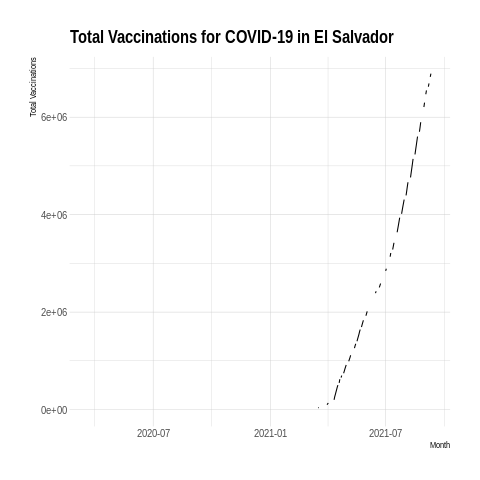 Total Vaccinations for COVID-19 in El Salvador
Total Vaccinations
6e+06
4e+06
2e+06
0e+00
2020-07
2021-01
2021-07
Month